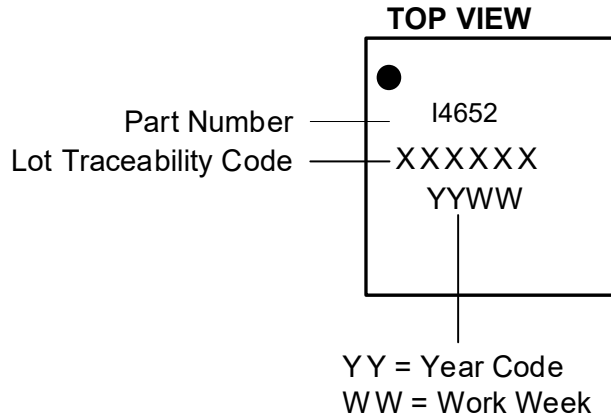 TOP VIEW
Part Number
I4652
Lot Traceability Code
XXXXXX
YYWW
YY = Year Code
WW = Work Week